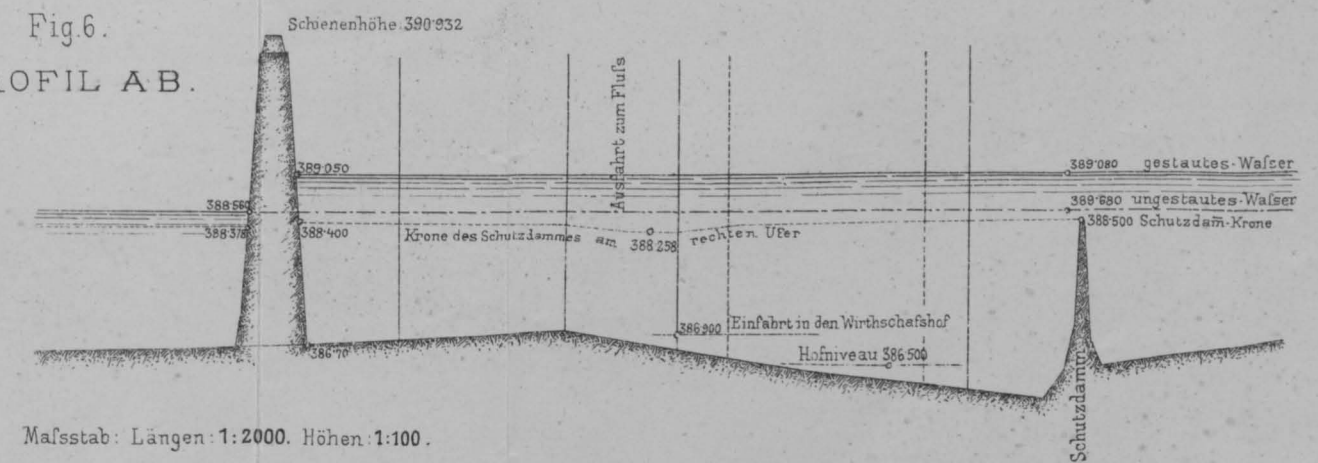 Fig.6.
OFIL AB.
Schienenhöhe 390·932
Ausfahrt zum Fluſs
389·050
389·080 gestautes-Waſser
388·560
389·680 ungestautes-Waſser
388·378
388·400
Krone des Schutzdammes am rechten Ufer
388·258
388·500 Schutzdam̄-Krone
386·900
Einfahrt in den Wirthschafshof
386·70
Hofniveau 386·500
Schutzdamm
Maſsstab: Längen: 1:2000. Höhen: 1:100.